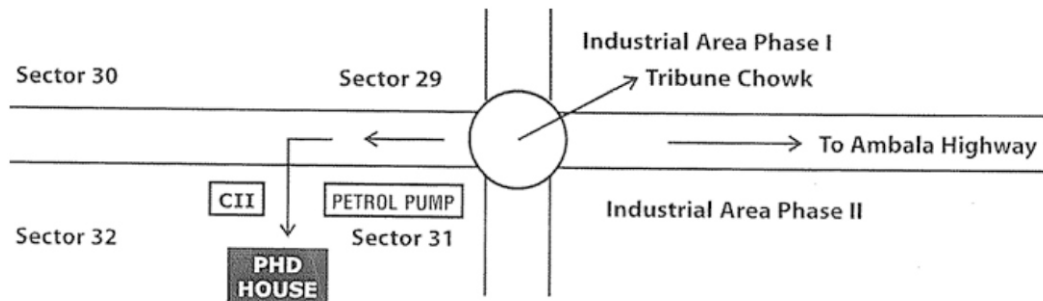 Industrial Area Phase I
Sector 30
Sector 29
Tribune Chowk
To Ambala Highway
CII
PETROL PUMP
Industrial Area Phase II
Sector 32
Sector 31
PHD
HOUSE